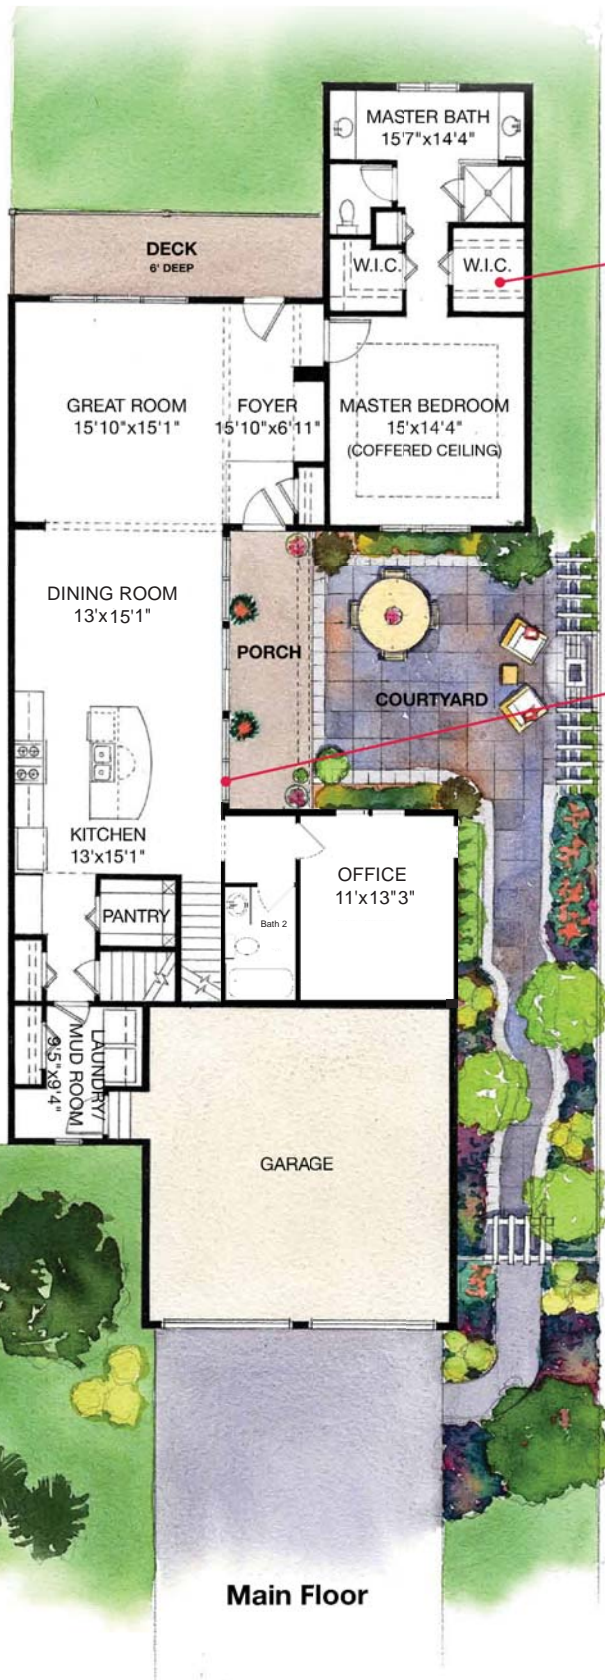 MASTER BATH
15'7"x14'4"
W.I.C.
W.I.C.
DECK
6' DEEP
GREAT ROOM
15'10"x15'1"
FOYER
15'10"x6'11"
MASTER BEDROOM
15'x14'4"
(COFFERED CEILING)
DINING ROOM
13'x15'1"
PORCH
COURTYARD
KITCHEN
13'x15'1"
OFFICE
11'x13"3"
PANTRY
Bath 2
LAUNDRY/
MUD ROOM
9'5"x9'4"
GARAGE
Main Floor